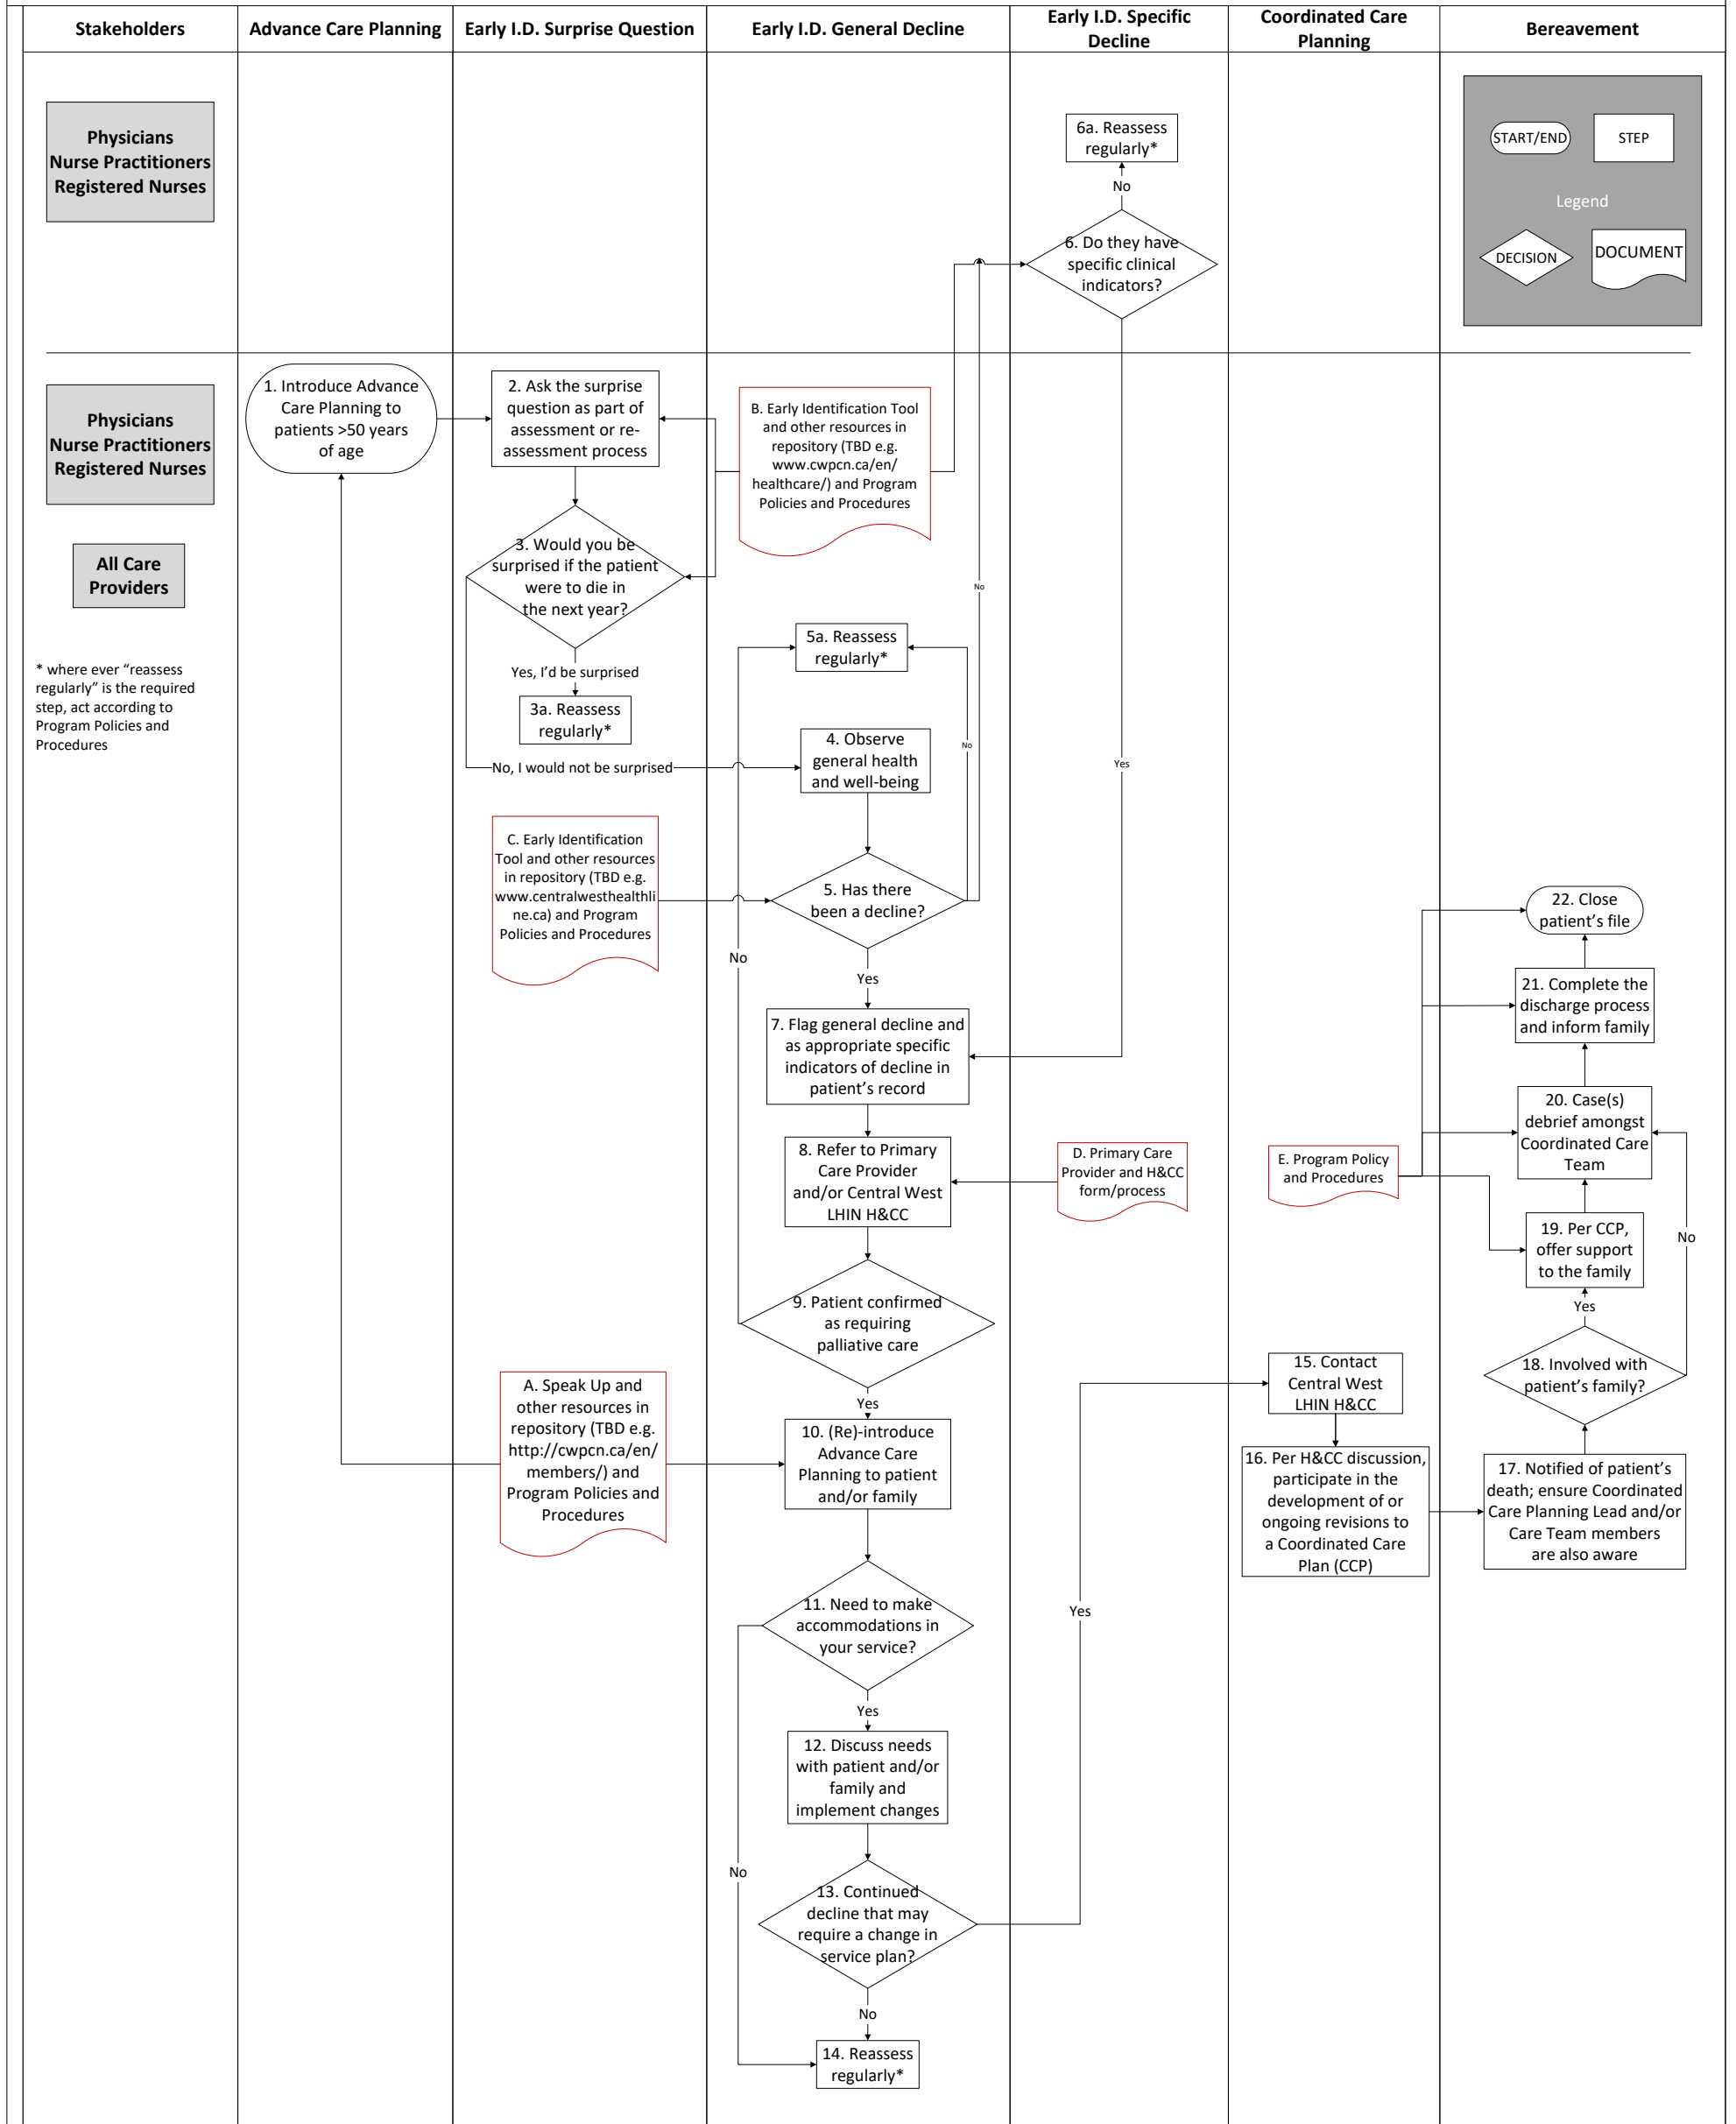 Stakeholders
Advance Care Planning
Early I.D. Surprise Question
Early I.D. General Decline
Early I.D. Specific
Decline
Coordinated Care
Planning
Bereavement
Physicians
Nurse Practitioners
Registered Nurses
6a. Reassess
regularly*
No
6. Do they have
specific clinical
indicators?
START/END
STEP
Legend
DECISION
DOCUMENT
Physicians
Nurse Practitioners
Registered Nurses
All Care
Providers
* where ever “reassess
regularly” is the required
step, act according to
Program Policies and
Procedures
1. Introduce Advance
Care Planning to
patients >50 years
of age
2. Ask the surprise
question as part of
assessment or re-
assessment process
3. Would you be
surprised if the patient
were to die in
the next year?
Yes, I’d be surprised
3a. Reassess
regularly*
No, I would not be surprised
B. Early Identification Tool
and other resources in
repository (TBD e.g.
www.cwpcn.ca/en/
healthcare/) and Program
Policies and Procedures
No
5a. Reassess
regularly*
4. Observe
general health
and well-being
No
Yes
C. Early Identification
Tool and other resources
in repository (TBD e.g.
www.centralwesthealthli
ne.ca) and Program
Policies and Procedures
5. Has there
been a decline?
No
Yes
7. Flag general decline and
as appropriate specific
indicators of decline in
patient’s record
8. Refer to Primary
Care Provider
and/or Central West
LHIN H&CC
D. Primary Care
Provider and H&CC
form/process
9. Patient confirmed
as requiring
palliative care
Yes
A. Speak Up and
other resources in
repository (TBD e.g.
http://cwpcn.ca/en/
members/) and
Program Policies and
Procedures
10. (Re)-introduce
Advance Care
Planning to patient
and/or family
11. Need to make
accommodations in
your service?
Yes
12. Discuss needs
with patient and/or
family and
implement changes
No
13. Continued
decline that may
require a change in
service plan?
No
14. Reassess
regularly*
Yes
15. Contact
Central West
LHIN H&CC
16. Per H&CC discussion,
participate in the
development of or
ongoing revisions to
a Coordinated Care
Plan (CCP)
E. Program Policy
and Procedures
22. Close
patient’s file
21. Complete the
discharge process
and inform family
20. Case(s)
debrief amongst
Coordinated Care
Team
19. Per CCP,
offer support
to the family
No
Yes
18. Involved with
patient’s family?
17. Notified of patient’s
death; ensure Coordinated
Care Planning Lead and/or
Care Team members
are also aware